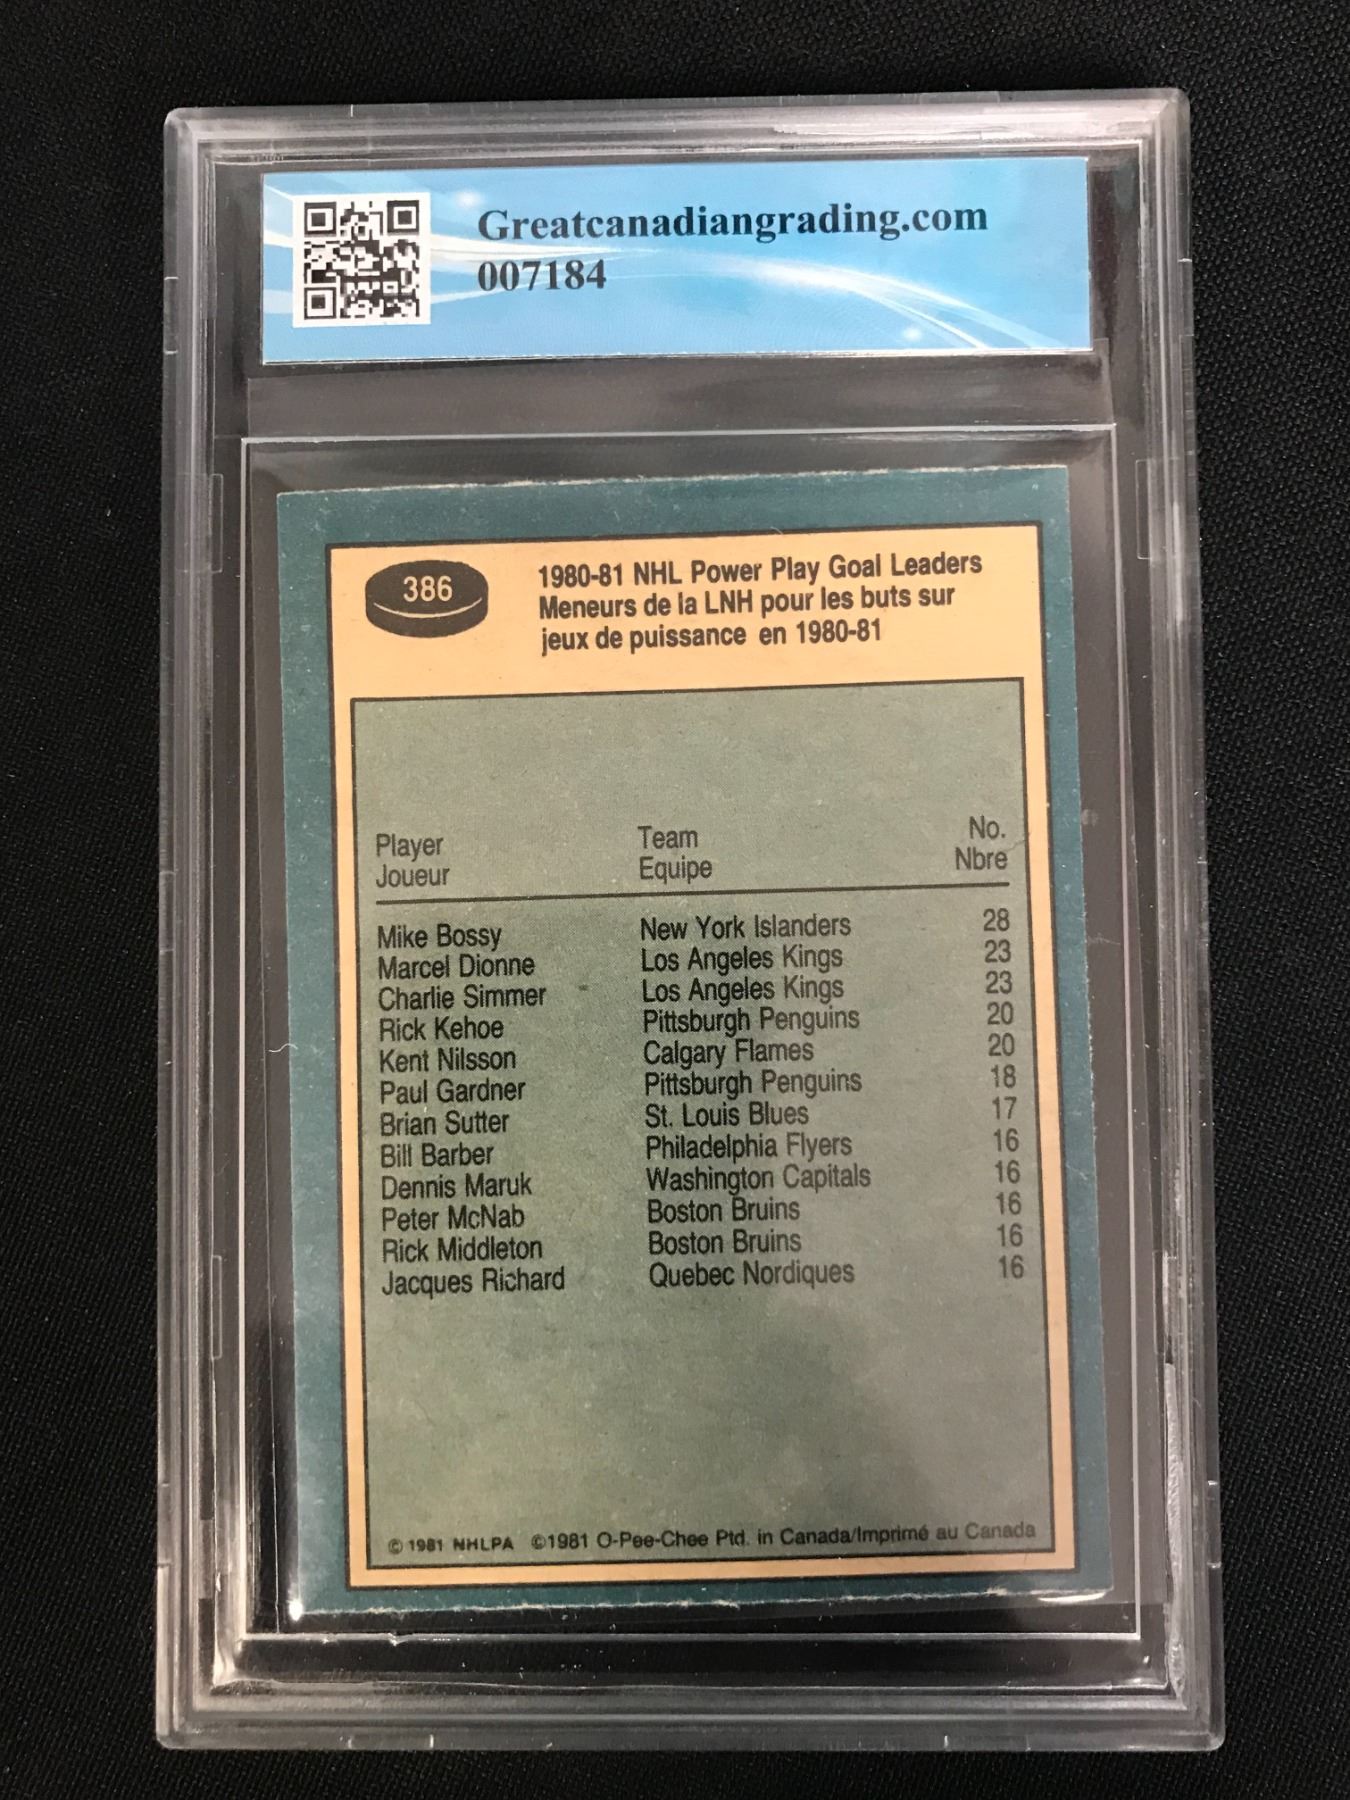 Greatcanadiangrading.com
007184
386
1980-81 NHL Power Play Goal Leaders
Meneurs de la LNH pour les buts sur
jeux de puissance en 1980-81
Player Team No.
Joueur Equipe Nbre
Mike Bossy New York Islanders 28
Marcel Dionne Los Angeles Kings 23
Charlie Simmer Los Angeles Kings 23
Rick Kehoe Pittsburgh Penguins 20
Kent Nilsson Calgary Flames 20
Paul Gardner Pittsburgh Penguins 18
Brian Sutter St. Louis Blues 17
Bill Barber Philadelphia Flyers 16
Dennis Maruk Washington Capitals 16
Peter McNab Boston Bruins 16
Rick Middleton Boston Bruins 16
Jacques Richard Quebec Nordiques 16
© 1981 NHLPA ©1981 O-Pee-Chee Ptd. in Canada/Imprimé au Canada